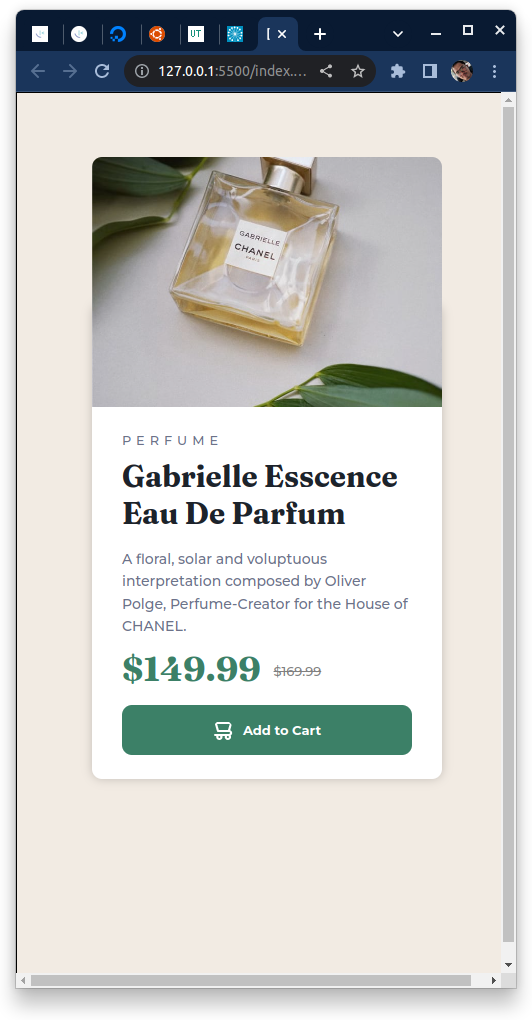 UT
[
127.0.0.1:5500/index....
GABRIELLE
CHANEL
PARIS
PERFUME
Gabrielle Esscence
Eau De Parfum
A floral, solar and voluptuous
interpretation composed by Oliver
Polge, Perfume-Creator for the House of
CHANEL.
$149.99 $169.99
Add to Cart